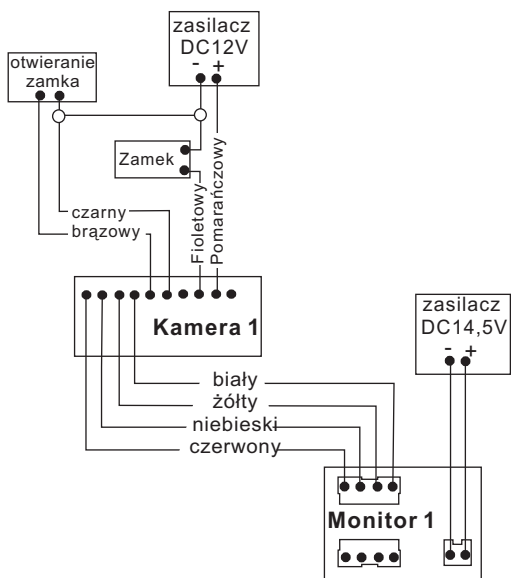 zasilacz
DC12V
- +
otwieranie
zamka
Zamek
Fioletowy
Pomarańczowy
czarny
brązowy
Kamera 1
zasilacz
DC14,5V
- +
biały
żółty
niebieski
czerwony
Monitor 1